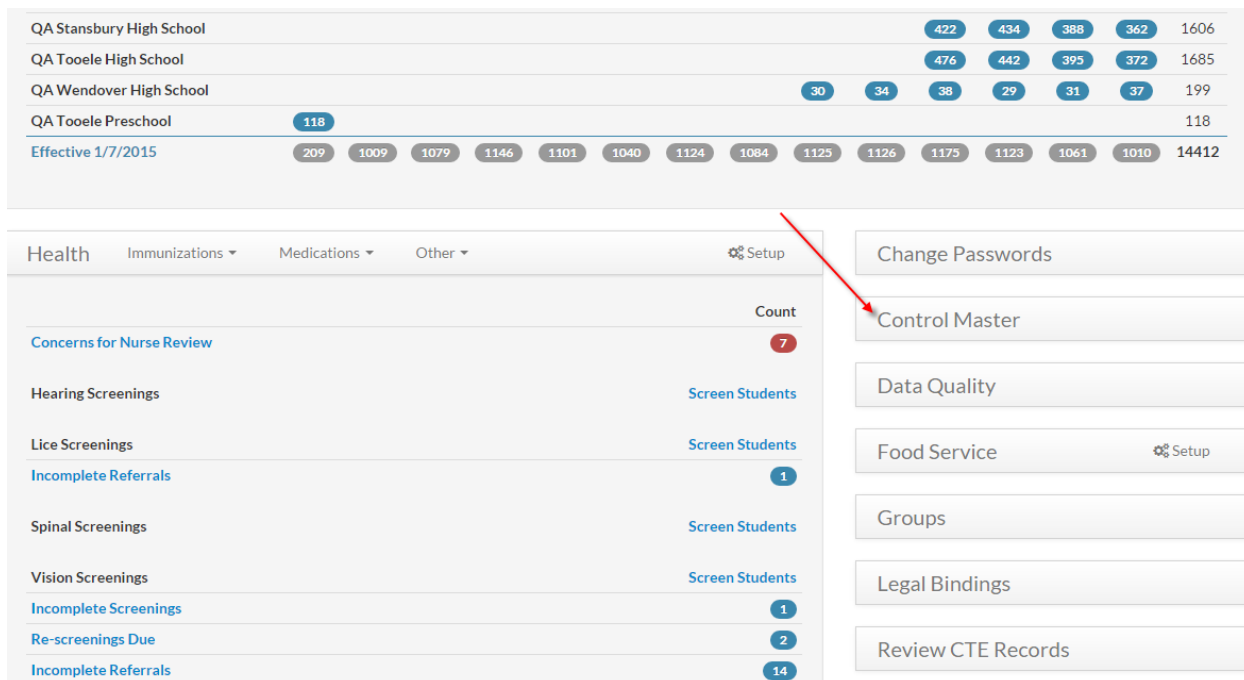 QA Stansbury High School 422 434 388 362 1606
QA Tooele High School 476 442 395 372 1685
QA Wendover High School 30 34 38 29 31 37 199
QA Tooele Preschool 118 118
Effective 1/7/2015 209 1009 1079 1146 1101 1040 1124 1084 1125 1126 1175 1123 1061 1010 14412
Health Immunizations Medications Other Setup
Count
Concerns for Nurse Review 7
Hearing Screenings Screen Students
Lice Screenings Screen Students
Incomplete Referrals 1
Spinal Screenings Screen Students
Vision Screenings Screen Students
Incomplete Screenings 1
Re-screenings Due 2
Incomplete Referrals 14
Change Passwords
Control Master
Data Quality
Food Service Setup
Groups
Legal Bindings
Review CTE Records